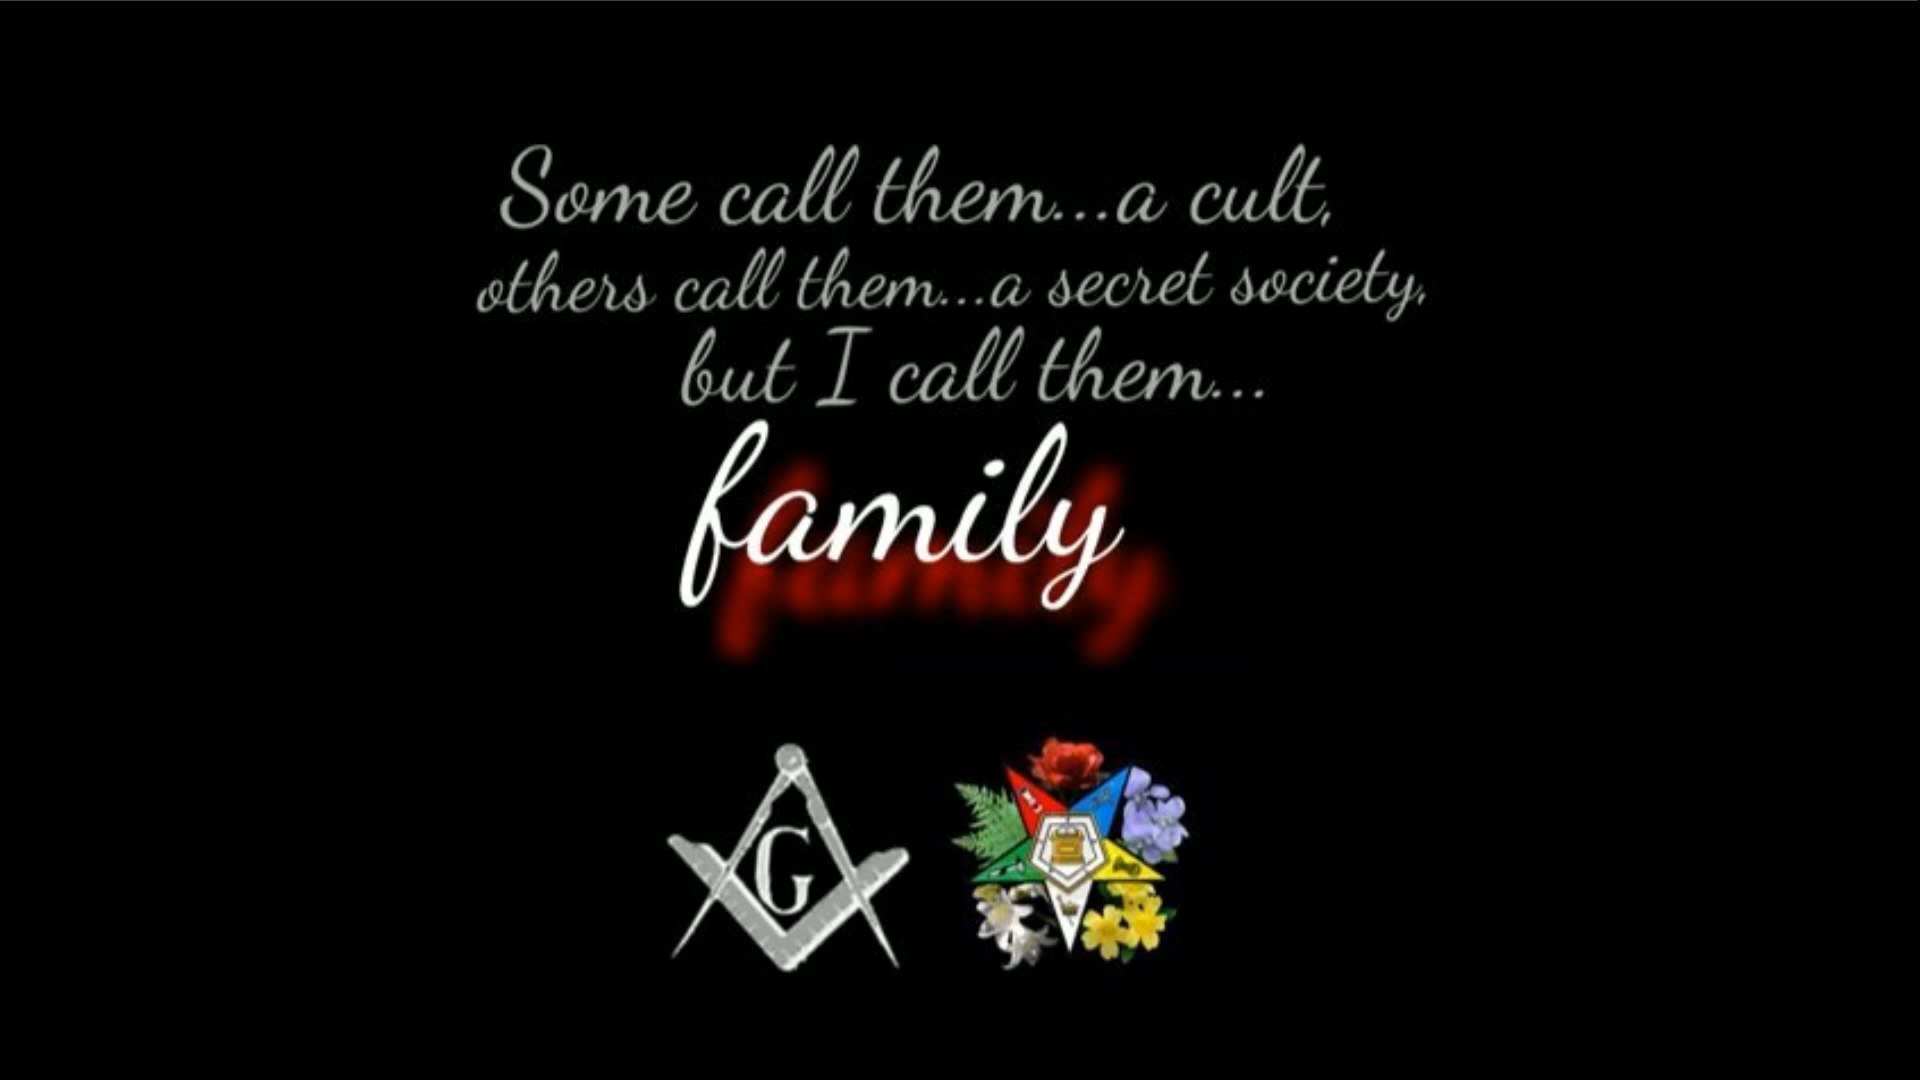 Some call them...a cult,
others call them...a secret society,
but I call them...
family
G